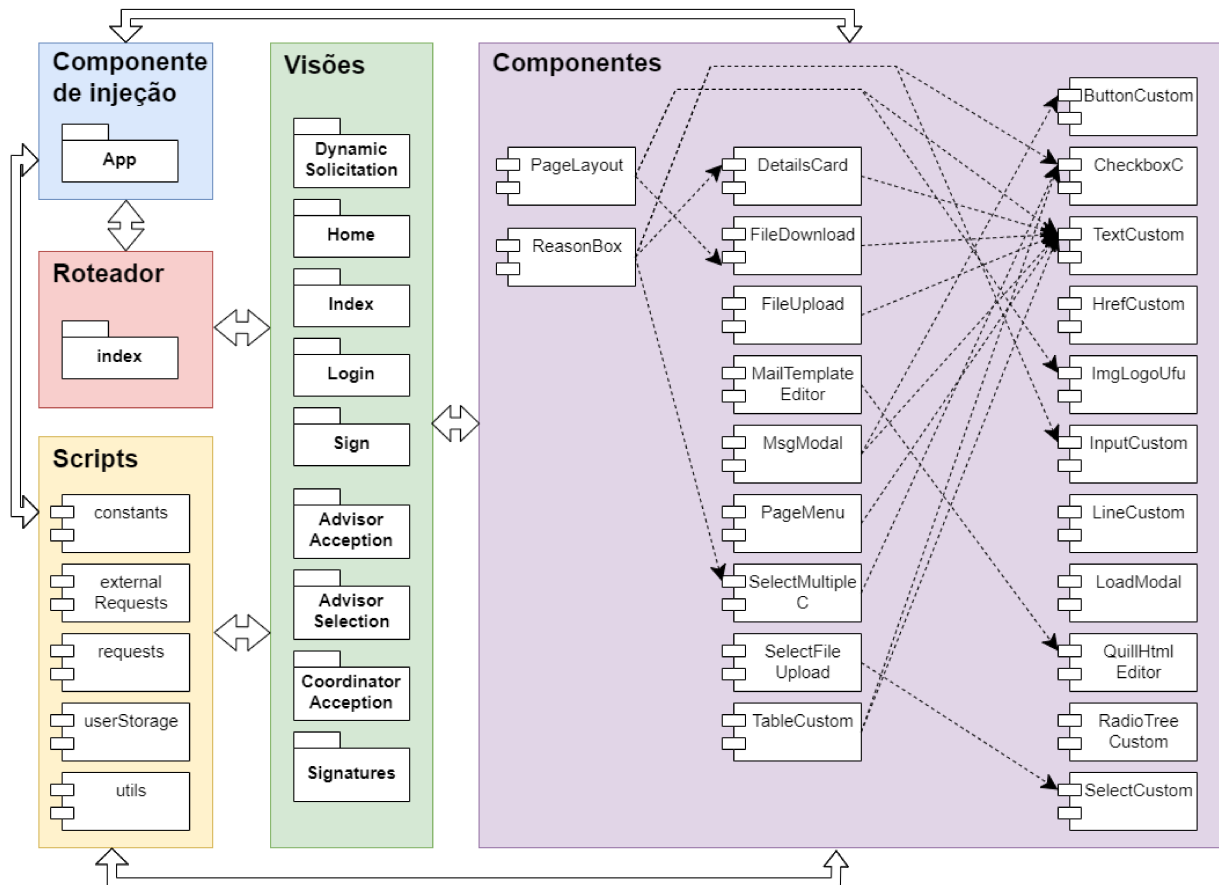 Componente
de injeção
App
Roteador
index
Scripts
constants
external
Requests
requests
userStorage
utils
Visões
Dynamic
Solicitation
Home
Index
Login
Sign
Advisor
Acception
Advisor
Selection
Coordinator
Acception
Signatures
Componentes
PageLayout
ReasonBox
DetailsCard
FileDownload
FileUpload
MailTemplate
Editor
MsgModal
PageMenu
SelectMultiple
C
SelectFile
Upload
TableCustom
ButtonCustom
CheckboxC
TextCustom
HrefCustom
ImgLogoUfu
InputCustom
LineCustom
LoadModal
QuillHtml
Editor
RadioTree
Custom
SelectCustom